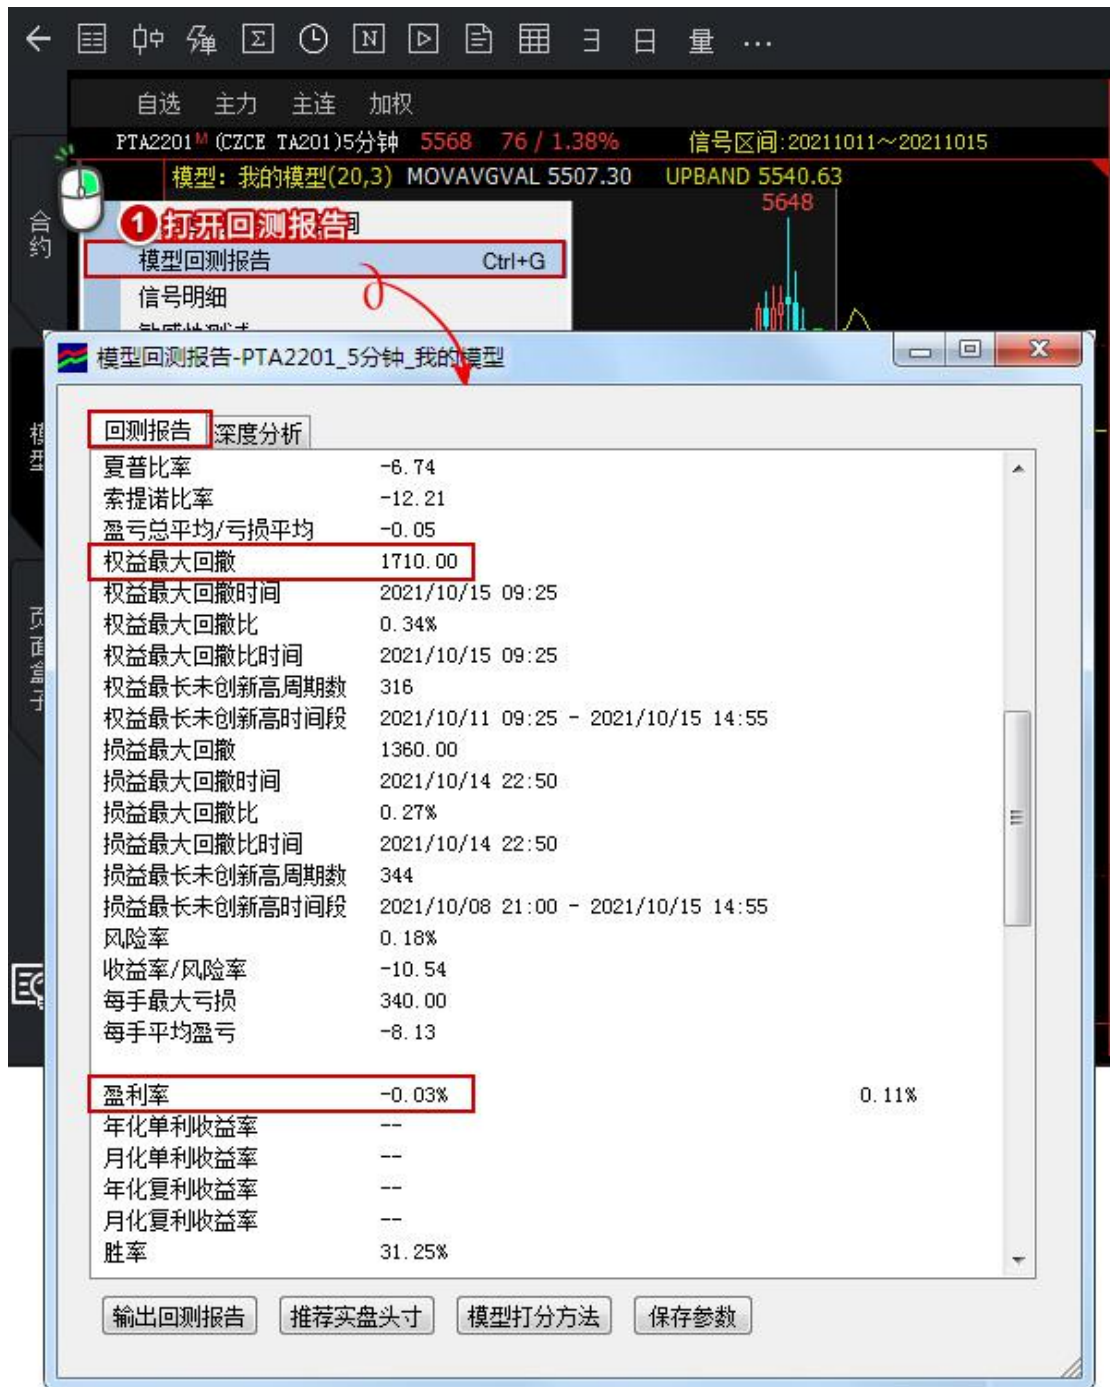 弱单 Σ N 彐 日 量 ...
自选 主力 主连 加权
PTA2201M (CZCE TA201)5分钟 5568 76 / 1.38% 信号区间:20211011~20211015
模型：我的模型(20,3) MOVAVGVAL 5507.30 UPBAND 5540.63
5648
合约
1 打开回测报告 间
模型回测报告 Ctrl+G
信号明细
模型回测报告-PTA2201_5分钟_我的模型
模型
回测报告 深度分析
夏普比率 -6.74
索提诺比率 -12.21
盈亏总平均/亏损平均 -0.05
权益最大回撤 1710.00
权益最大回撤时间 2021/10/15 09:25
权益最大回撤比 0.34%
权益最大回撤比时间 2021/10/15 09:25
页面盒子
权益最长未创新高周期数 316
权益最长未创新高时间段 2021/10/11 09:25 - 2021/10/15 14:55
损益最大回撤 1360.00
损益最大回撤时间 2021/10/14 22:50
损益最大回撤比 0.27%
损益最大回撤比时间 2021/10/14 22:50
损益最长未创新高周期数 344
损益最长未创新高时间段 2021/10/08 21:00 - 2021/10/15 14:55
风险率 0.18%
收益率/风险率 -10.54
每手最大亏损 340.00
每手平均盈亏 -8.13
盈利率 -0.03% 0.11%
年化单利收益率 --
月化单利收益率 --
年化复利收益率 --
月化复利收益率 --
胜率 31.25%
输出回测报告 推荐实盘头寸 模型打分方法 保存参数